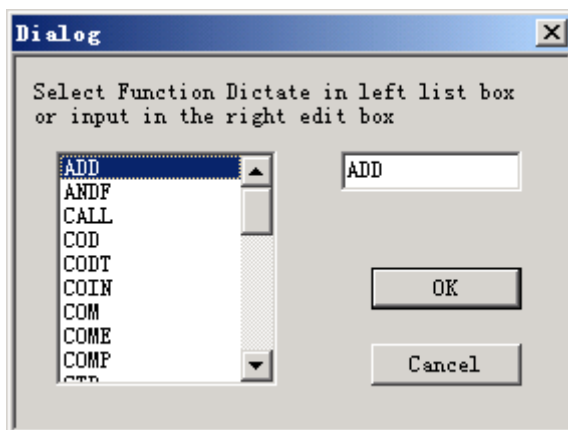 Dialog
Select Function Dictate in left list box
or input in the right edit box
ADD
ANDF
CALL
COD
CODT
COIN
COM
COME
COMP
ADD
OK
Cancel